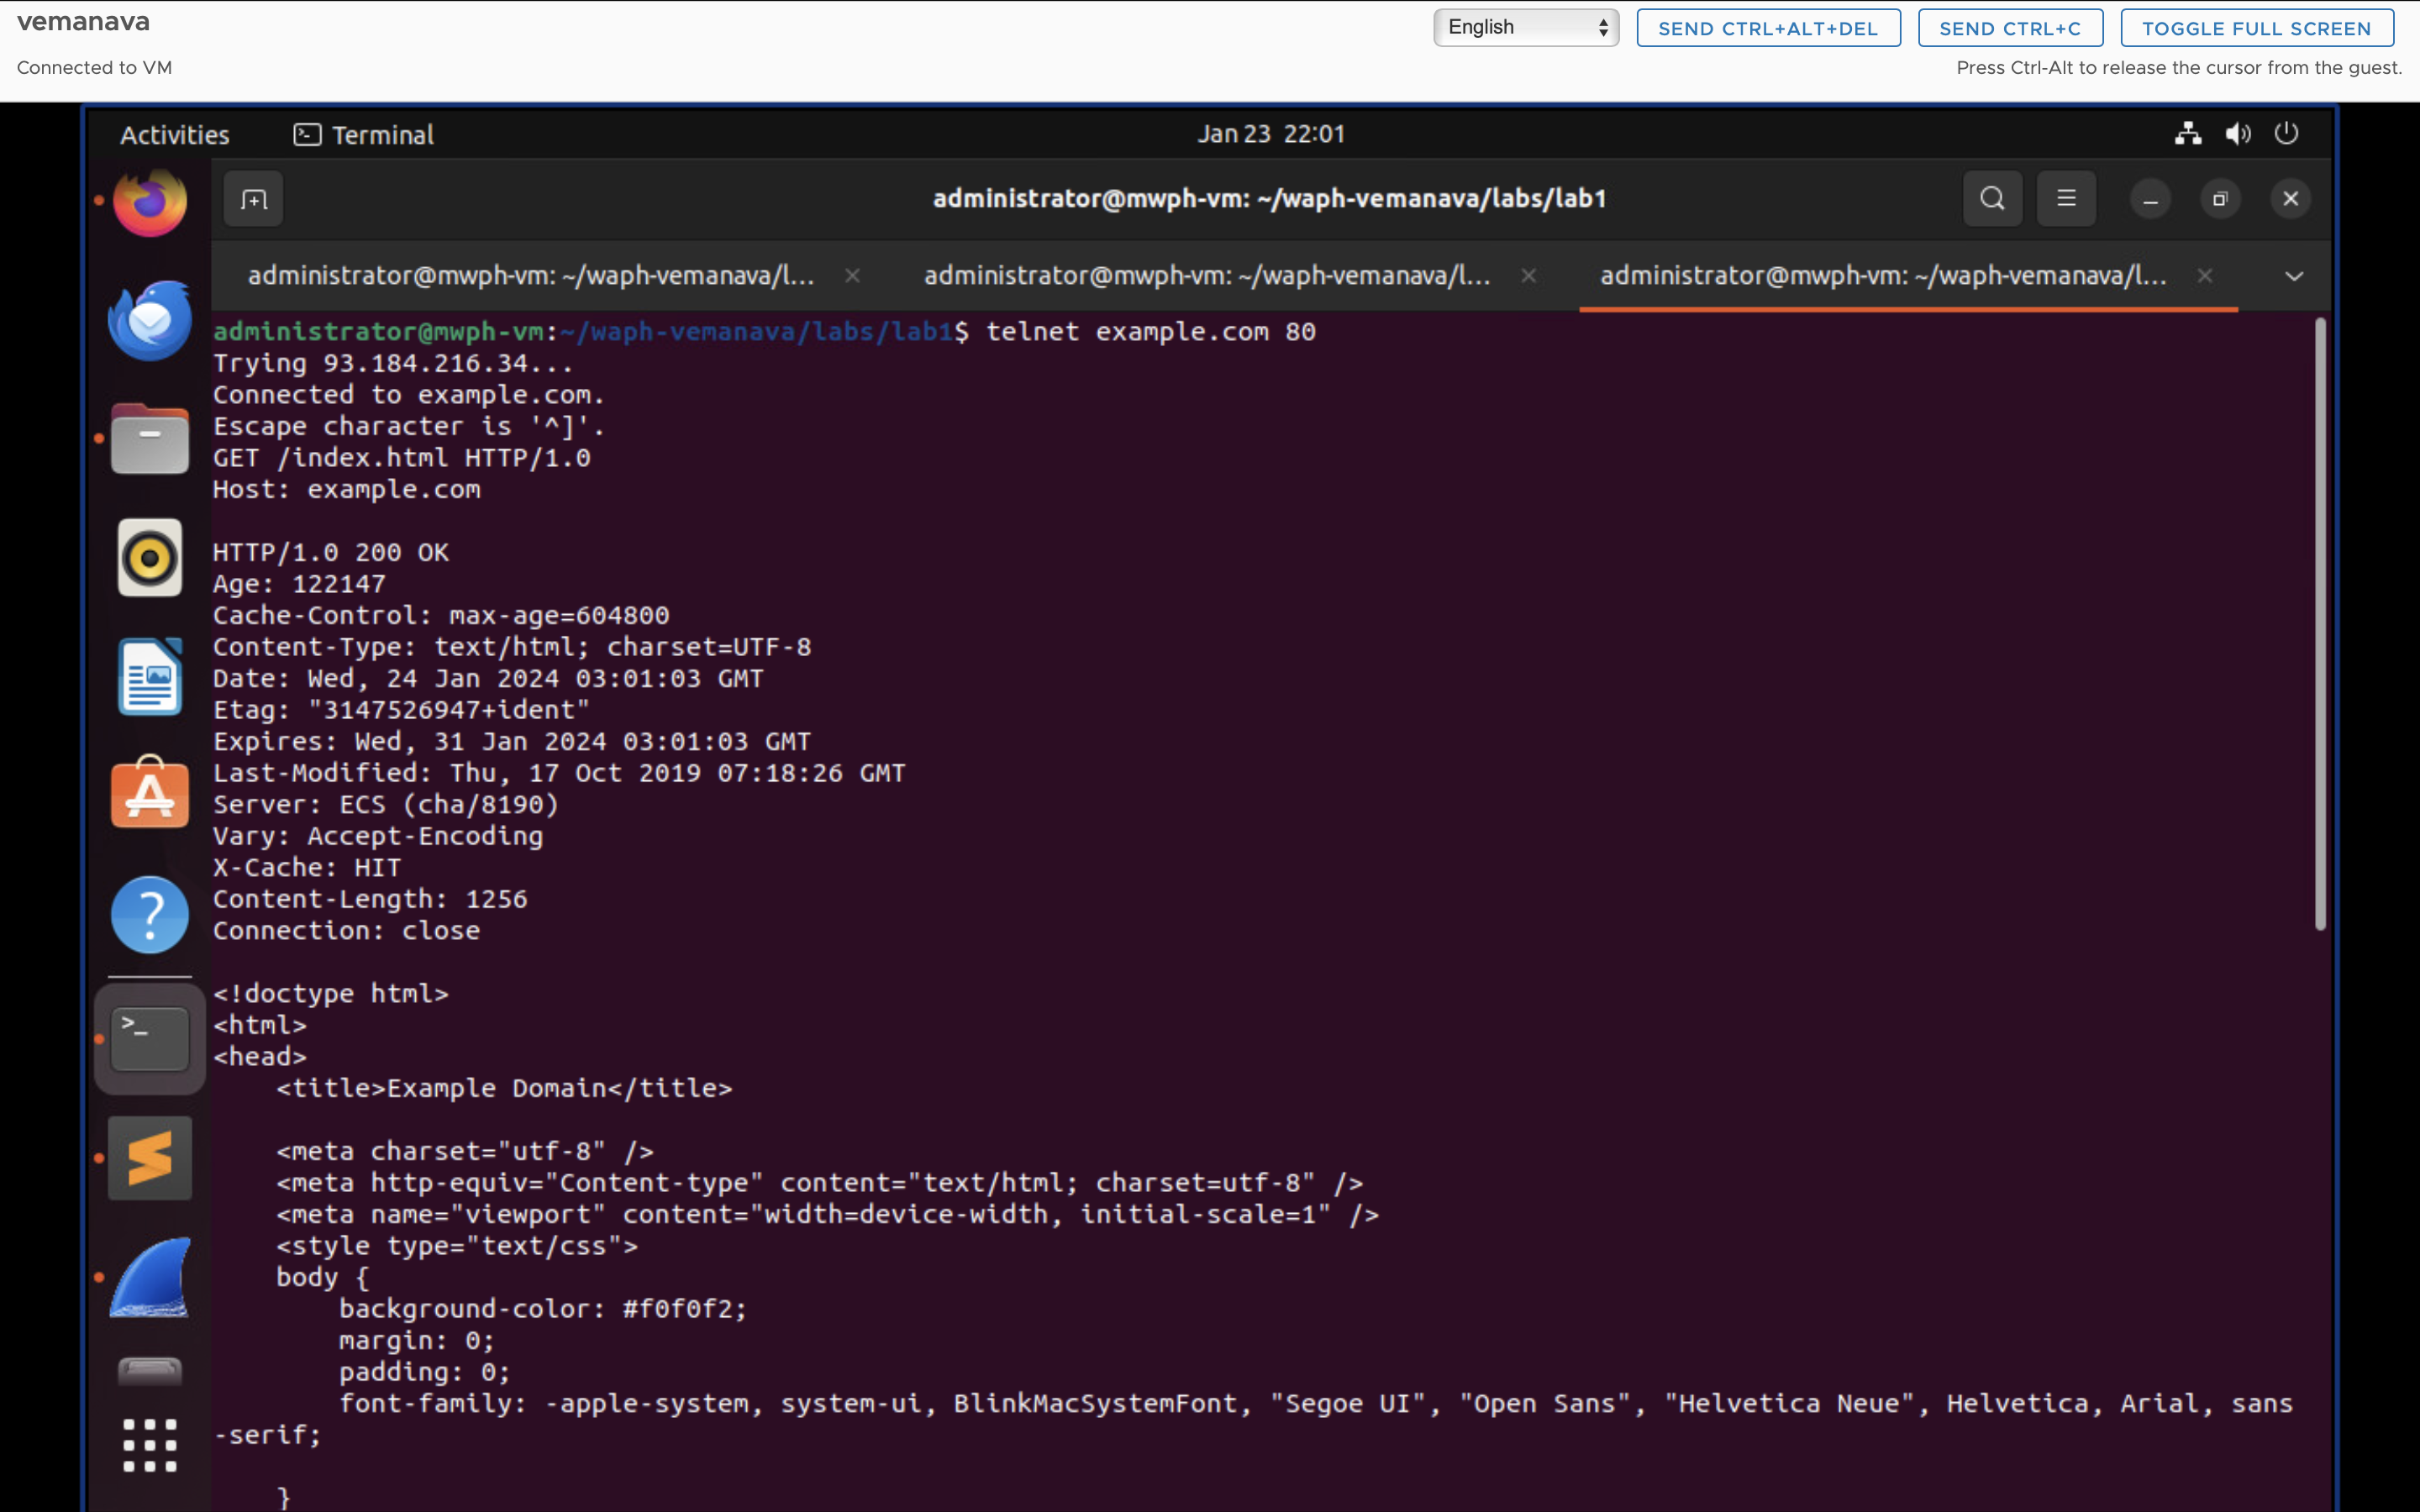 vemanava
English
SEND CTRL+ALT+DEL
SEND CTRL+C
TOGGLE FULL SCREEN
Connected to VM
Press Ctrl-Alt to release the cursor from the guest.
Activities
Terminal
Jan 23 22:01
administrator@mwph-vm: ~/waph-vemanava/labs/lab1
administrator@mwph-vm: ~/waph-vemanava/l...
administrator@mwph-vm: ~/waph-vemanava/l...
administrator@mwph-vm: ~/waph-vemanava/l...
administrator@mwph-vm:~/waph-vemanava/labs/lab1$ telnet example.com 80
Trying 93.184.216.34...
Connected to example.com.
Escape character is '^]'.
GET /index.html HTTP/1.0
Host: example.com

HTTP/1.0 200 OK
Age: 122147
Cache-Control: max-age=604800
Content-Type: text/html; charset=UTF-8
Date: Wed, 24 Jan 2024 03:01:03 GMT
Etag: "3147526947+ident"
Expires: Wed, 31 Jan 2024 03:01:03 GMT
Last-Modified: Thu, 17 Oct 2019 07:18:26 GMT
Server: ECS (cha/8190)
Vary: Accept-Encoding
X-Cache: HIT
Content-Length: 1256
Connection: close

<!doctype html>
<html>
<head>
    <title>Example Domain</title>

    <meta charset="utf-8" />
    <meta http-equiv="Content-type" content="text/html; charset=utf-8" />
    <meta name="viewport" content="width=device-width, initial-scale=1" />
    <style type="text/css">
    body {
        background-color: #f0f0f2;
        margin: 0;
        padding: 0;
        font-family: -apple-system, system-ui, BlinkMacSystemFont, "Segoe UI", "Open Sans", "Helvetica Neue", Helvetica, Arial, sans
-serif;

    }